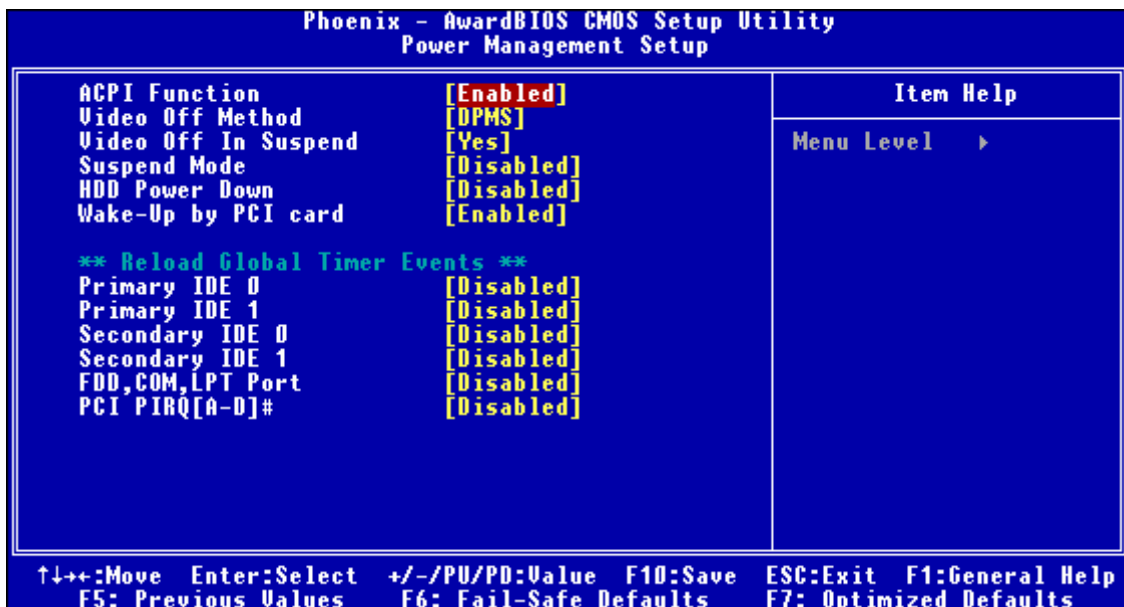 Phoenix - AwardBIOS CMOS Setup Utility
Power Management Setup
ACPI Function [Enabled]
Video Off Method [DPMS]
Video Off In Suspend [Yes]
Suspend Mode [Disabled]
HDD Power Down [Disabled]
Wake-Up by PCI card [Enabled]
** Reload Global Timer Events **
Primary IDE 0 [Disabled]
Primary IDE 1 [Disabled]
Secondary IDE 0 [Disabled]
Secondary IDE 1 [Disabled]
FDD,COM,LPT Port [Disabled]
PCI PIRQ[A-D]# [Disabled]
Item Help
Menu Level ▸
↑↓→←:Move Enter:Select +/-/PU/PD:Value F10:Save ESC:Exit F1:General Help
F5: Previous Values F6: Fail-Safe Defaults F7: Optimized Defaults